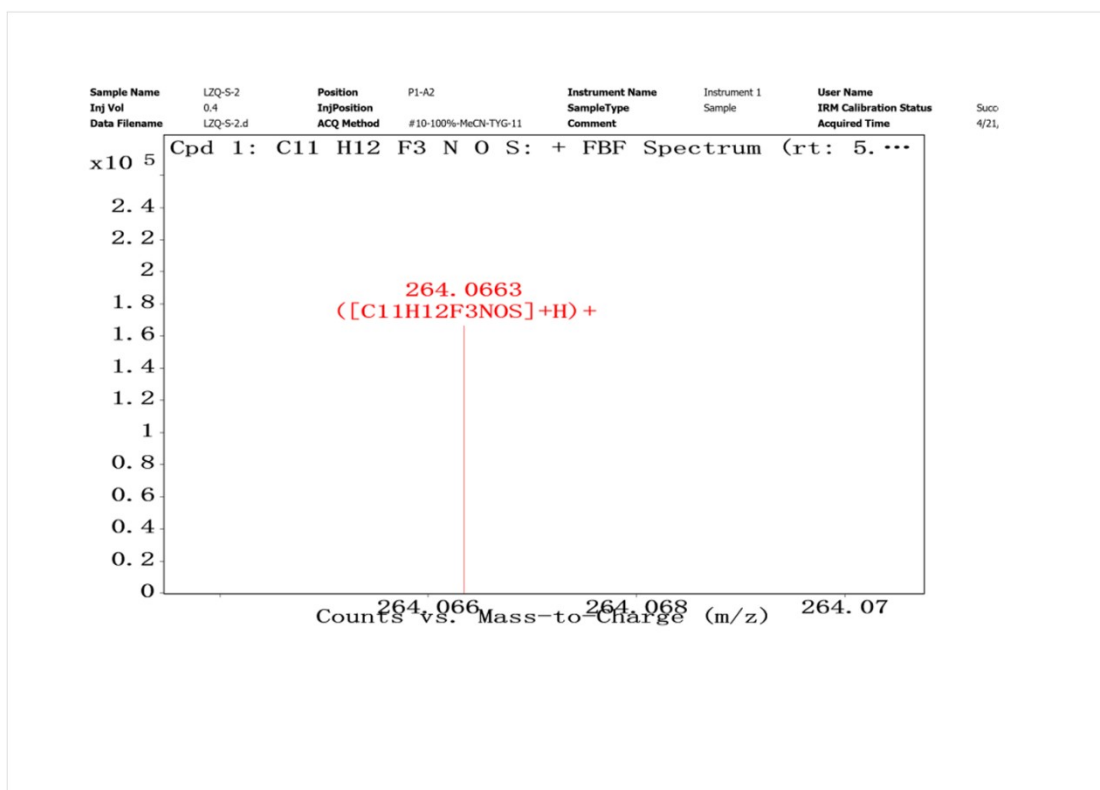 Sample Name LZQ-S-2 Position P1-A2 Instrument Name Instrument 1 User Name
Inj Vol 0.4 InjPosition SampleType Sample IRM Calibration Status Succ
Data Filename LZQ-S-2.d ACQ Method #10-100%-MeCN-TYG-11 Comment Acquired Time 4/21,
x10 5 Cpd 1: C11 H12 F3 N O S: + FBF Spectrum (rt: 5. ···
2.4
2.2
2
264.0663
1.8
([C11H12F3NOS]+H)+
1.6
1.4
1.2
1
0.8
0.6
0.4
0.2
0
264.066 264.068 264.07
Counts vs. Mass-to-Charge (m/z)